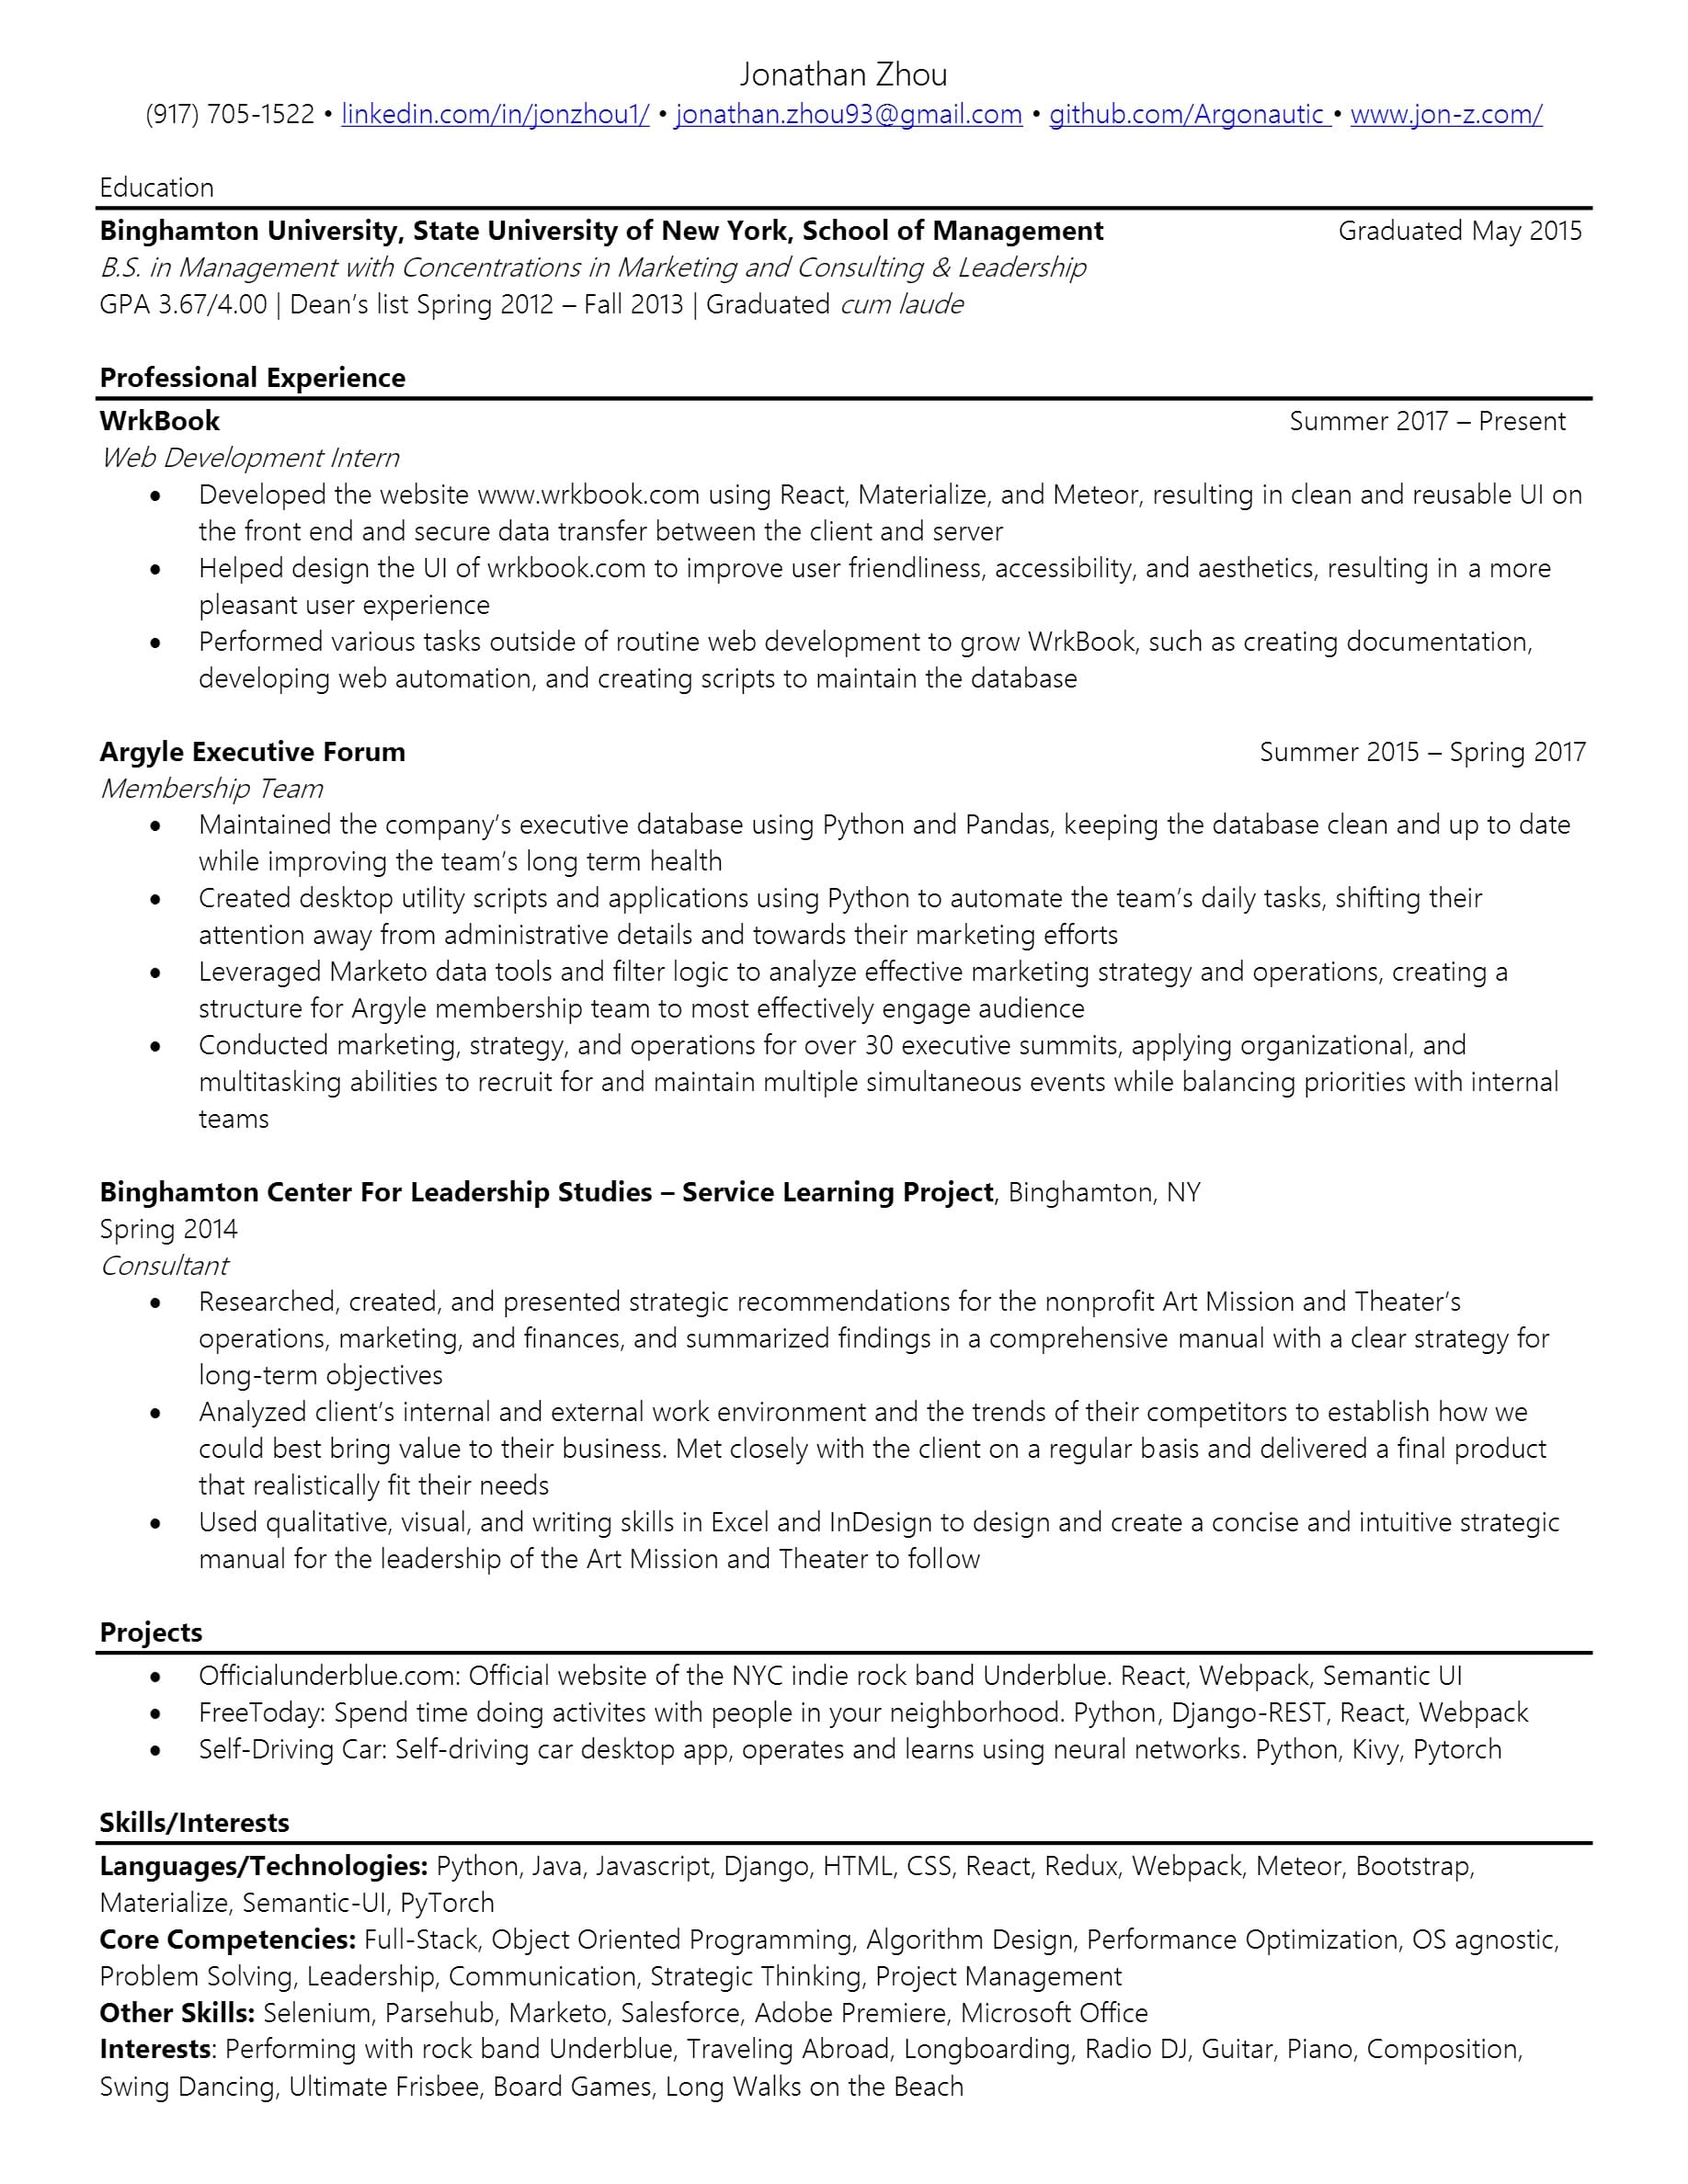 Jonathan Zhou
(917) 705-1522 • linkedin.com/in/jonzhou1/ • jonathan.zhou93@gmail.com • github.com/Argonautic • www.jon-z.com/
Education
Binghamton University, State University of New York, School of Management Graduated May 2015
B.S. in Management with Concentrations in Marketing and Consulting & Leadership
GPA 3.67/4.00 | Dean's list Spring 2012 – Fall 2013 | Graduated cum laude
Professional Experience
WrkBook Summer 2017 – Present
Web Development Intern
• Developed the website www.wrkbook.com using React, Materialize, and Meteor, resulting in clean and reusable UI on
the front end and secure data transfer between the client and server
• Helped design the UI of wrkbook.com to improve user friendliness, accessibility, and aesthetics, resulting in a more
pleasant user experience
• Performed various tasks outside of routine web development to grow WrkBook, such as creating documentation,
developing web automation, and creating scripts to maintain the database
Argyle Executive Forum Summer 2015 – Spring 2017
Membership Team
• Maintained the company's executive database using Python and Pandas, keeping the database clean and up to date
while improving the team's long term health
• Created desktop utility scripts and applications using Python to automate the team's daily tasks, shifting their
attention away from administrative details and towards their marketing efforts
• Leveraged Marketo data tools and filter logic to analyze effective marketing strategy and operations, creating a
structure for Argyle membership team to most effectively engage audience
• Conducted marketing, strategy, and operations for over 30 executive summits, applying organizational, and
multitasking abilities to recruit for and maintain multiple simultaneous events while balancing priorities with internal
teams
Binghamton Center For Leadership Studies – Service Learning Project, Binghamton, NY
Spring 2014
Consultant
• Researched, created, and presented strategic recommendations for the nonprofit Art Mission and Theater's
operations, marketing, and finances, and summarized findings in a comprehensive manual with a clear strategy for
long-term objectives
• Analyzed client's internal and external work environment and the trends of their competitors to establish how we
could best bring value to their business. Met closely with the client on a regular basis and delivered a final product
that realistically fit their needs
• Used qualitative, visual, and writing skills in Excel and InDesign to design and create a concise and intuitive strategic
manual for the leadership of the Art Mission and Theater to follow
Projects
• Officialunderblue.com: Official website of the NYC indie rock band Underblue. React, Webpack, Semantic UI
• FreeToday: Spend time doing activites with people in your neighborhood. Python, Django-REST, React, Webpack
• Self-Driving Car: Self-driving car desktop app, operates and learns using neural networks. Python, Kivy, Pytorch
Skills/Interests
Languages/Technologies: Python, Java, Javascript, Django, HTML, CSS, React, Redux, Webpack, Meteor, Bootstrap,
Materialize, Semantic-UI, PyTorch
Core Competencies: Full-Stack, Object Oriented Programming, Algorithm Design, Performance Optimization, OS agnostic,
Problem Solving, Leadership, Communication, Strategic Thinking, Project Management
Other Skills: Selenium, Parsehub, Marketo, Salesforce, Adobe Premiere, Microsoft Office
Interests: Performing with rock band Underblue, Traveling Abroad, Longboarding, Radio DJ, Guitar, Piano, Composition,
Swing Dancing, Ultimate Frisbee, Board Games, Long Walks on the Beach